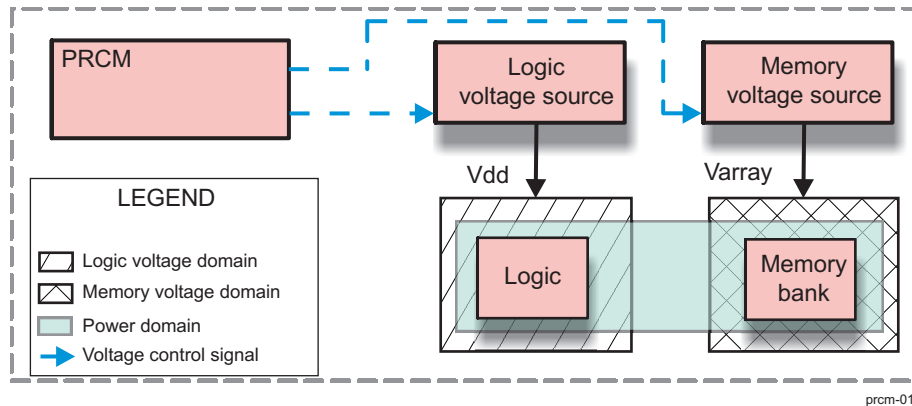 PRCM
Logic
voltage source
Memory
voltage source
Vdd
Varray
LEGEND
Logic voltage domain
Memory voltage domain
Power domain
Voltage control signal
Logic
Memory
bank
prcm-01